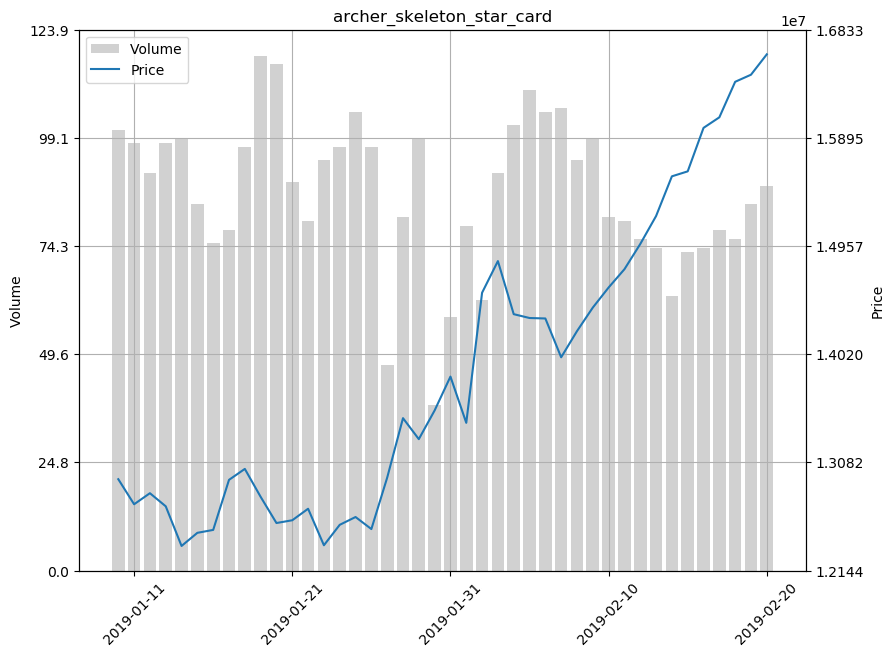 archer_skeleton_star_card
1e7
123.9
99.1
74.3
49.6
24.8
0.0
Volume
Volume
Price
1.6833
1.5895
1.4957
1.4020
1.3082
1.2144
Price
2019-01-11
2019-01-21
2019-01-31
2019-02-10
2019-02-20